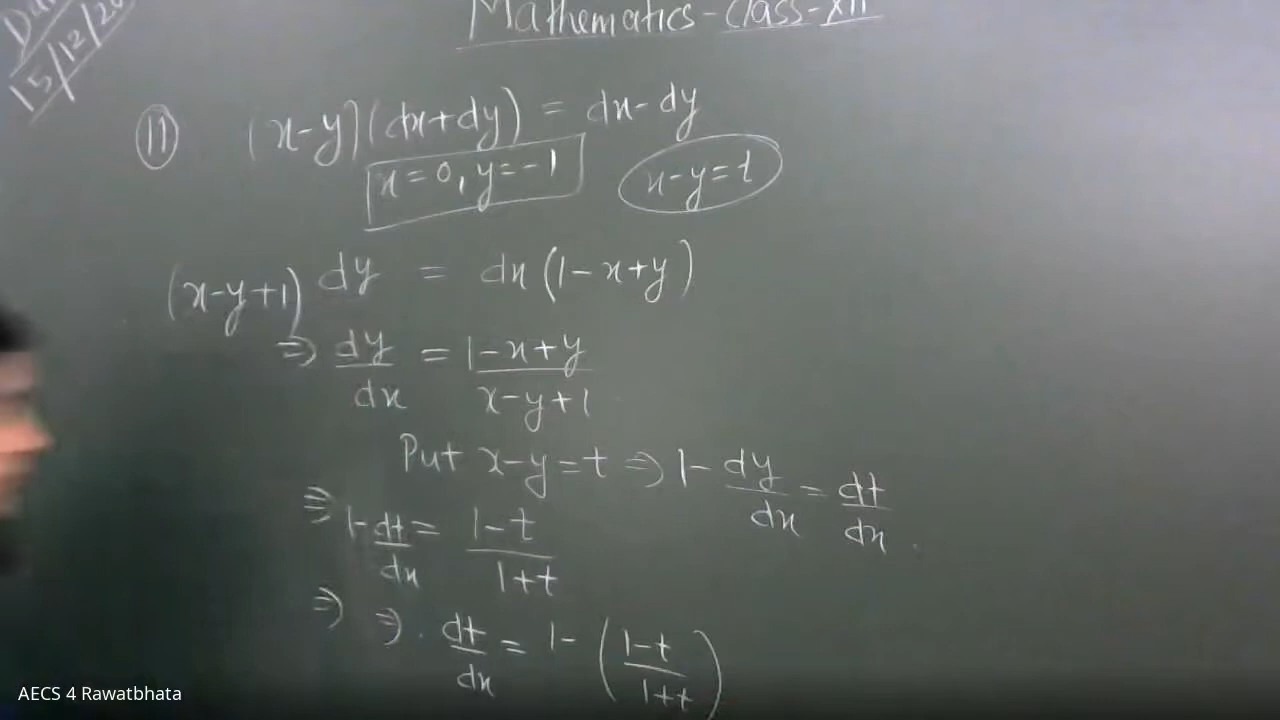 Mathematics-Class-XII
15/12/20
(11) (x-y)(dx+dy) = dx-dy
x=0, y=-1 x-y=t
(x-y+1) dy = dx(1-x+y)
⇒ dy/dx = 1-x+y/x-y+1
Put x-y=t ⇒ 1-dy/dx = dt/dx
⇒ 1-dt/dx = 1-t/1+t
⇒ ⇒ dt/dx = 1-(1-t/1+t)
AECS 4 Rawatbhata